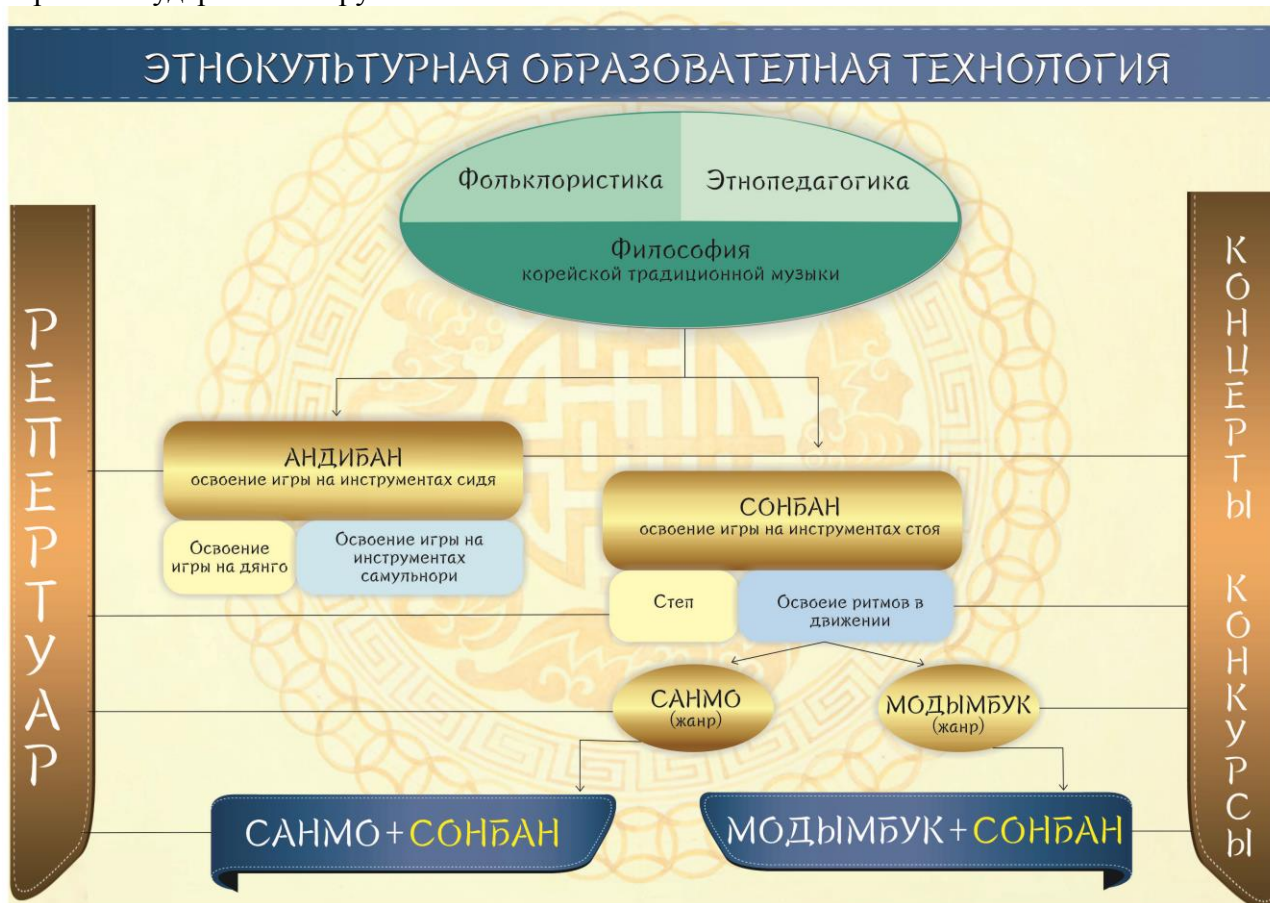 ЭТНОКУЛЬТУРНАЯ ОБРАЗОВАТЕЛНАЯ ТЕХНОЛОГИЯ
Фольклористика
Этнопедагогика
Философия
корейской традиционной музыки
РЕПЕРТУАР
КОНЦЕРТЫ КОНКУРСЫ
АНДИБАН
освоение игры на инструментах сидя
Освоение
игры на дянго
Освоение игры на
инструментах
самульнори
СОНБАН
освоение игры на инструментах стоя
Степ
Освоеие ритмов в
движении
САНМО
(жанр)
МОДЫМБУК
(жанр)
САНМО+СОНБАН
МОДЫМБУК+СОНБАН